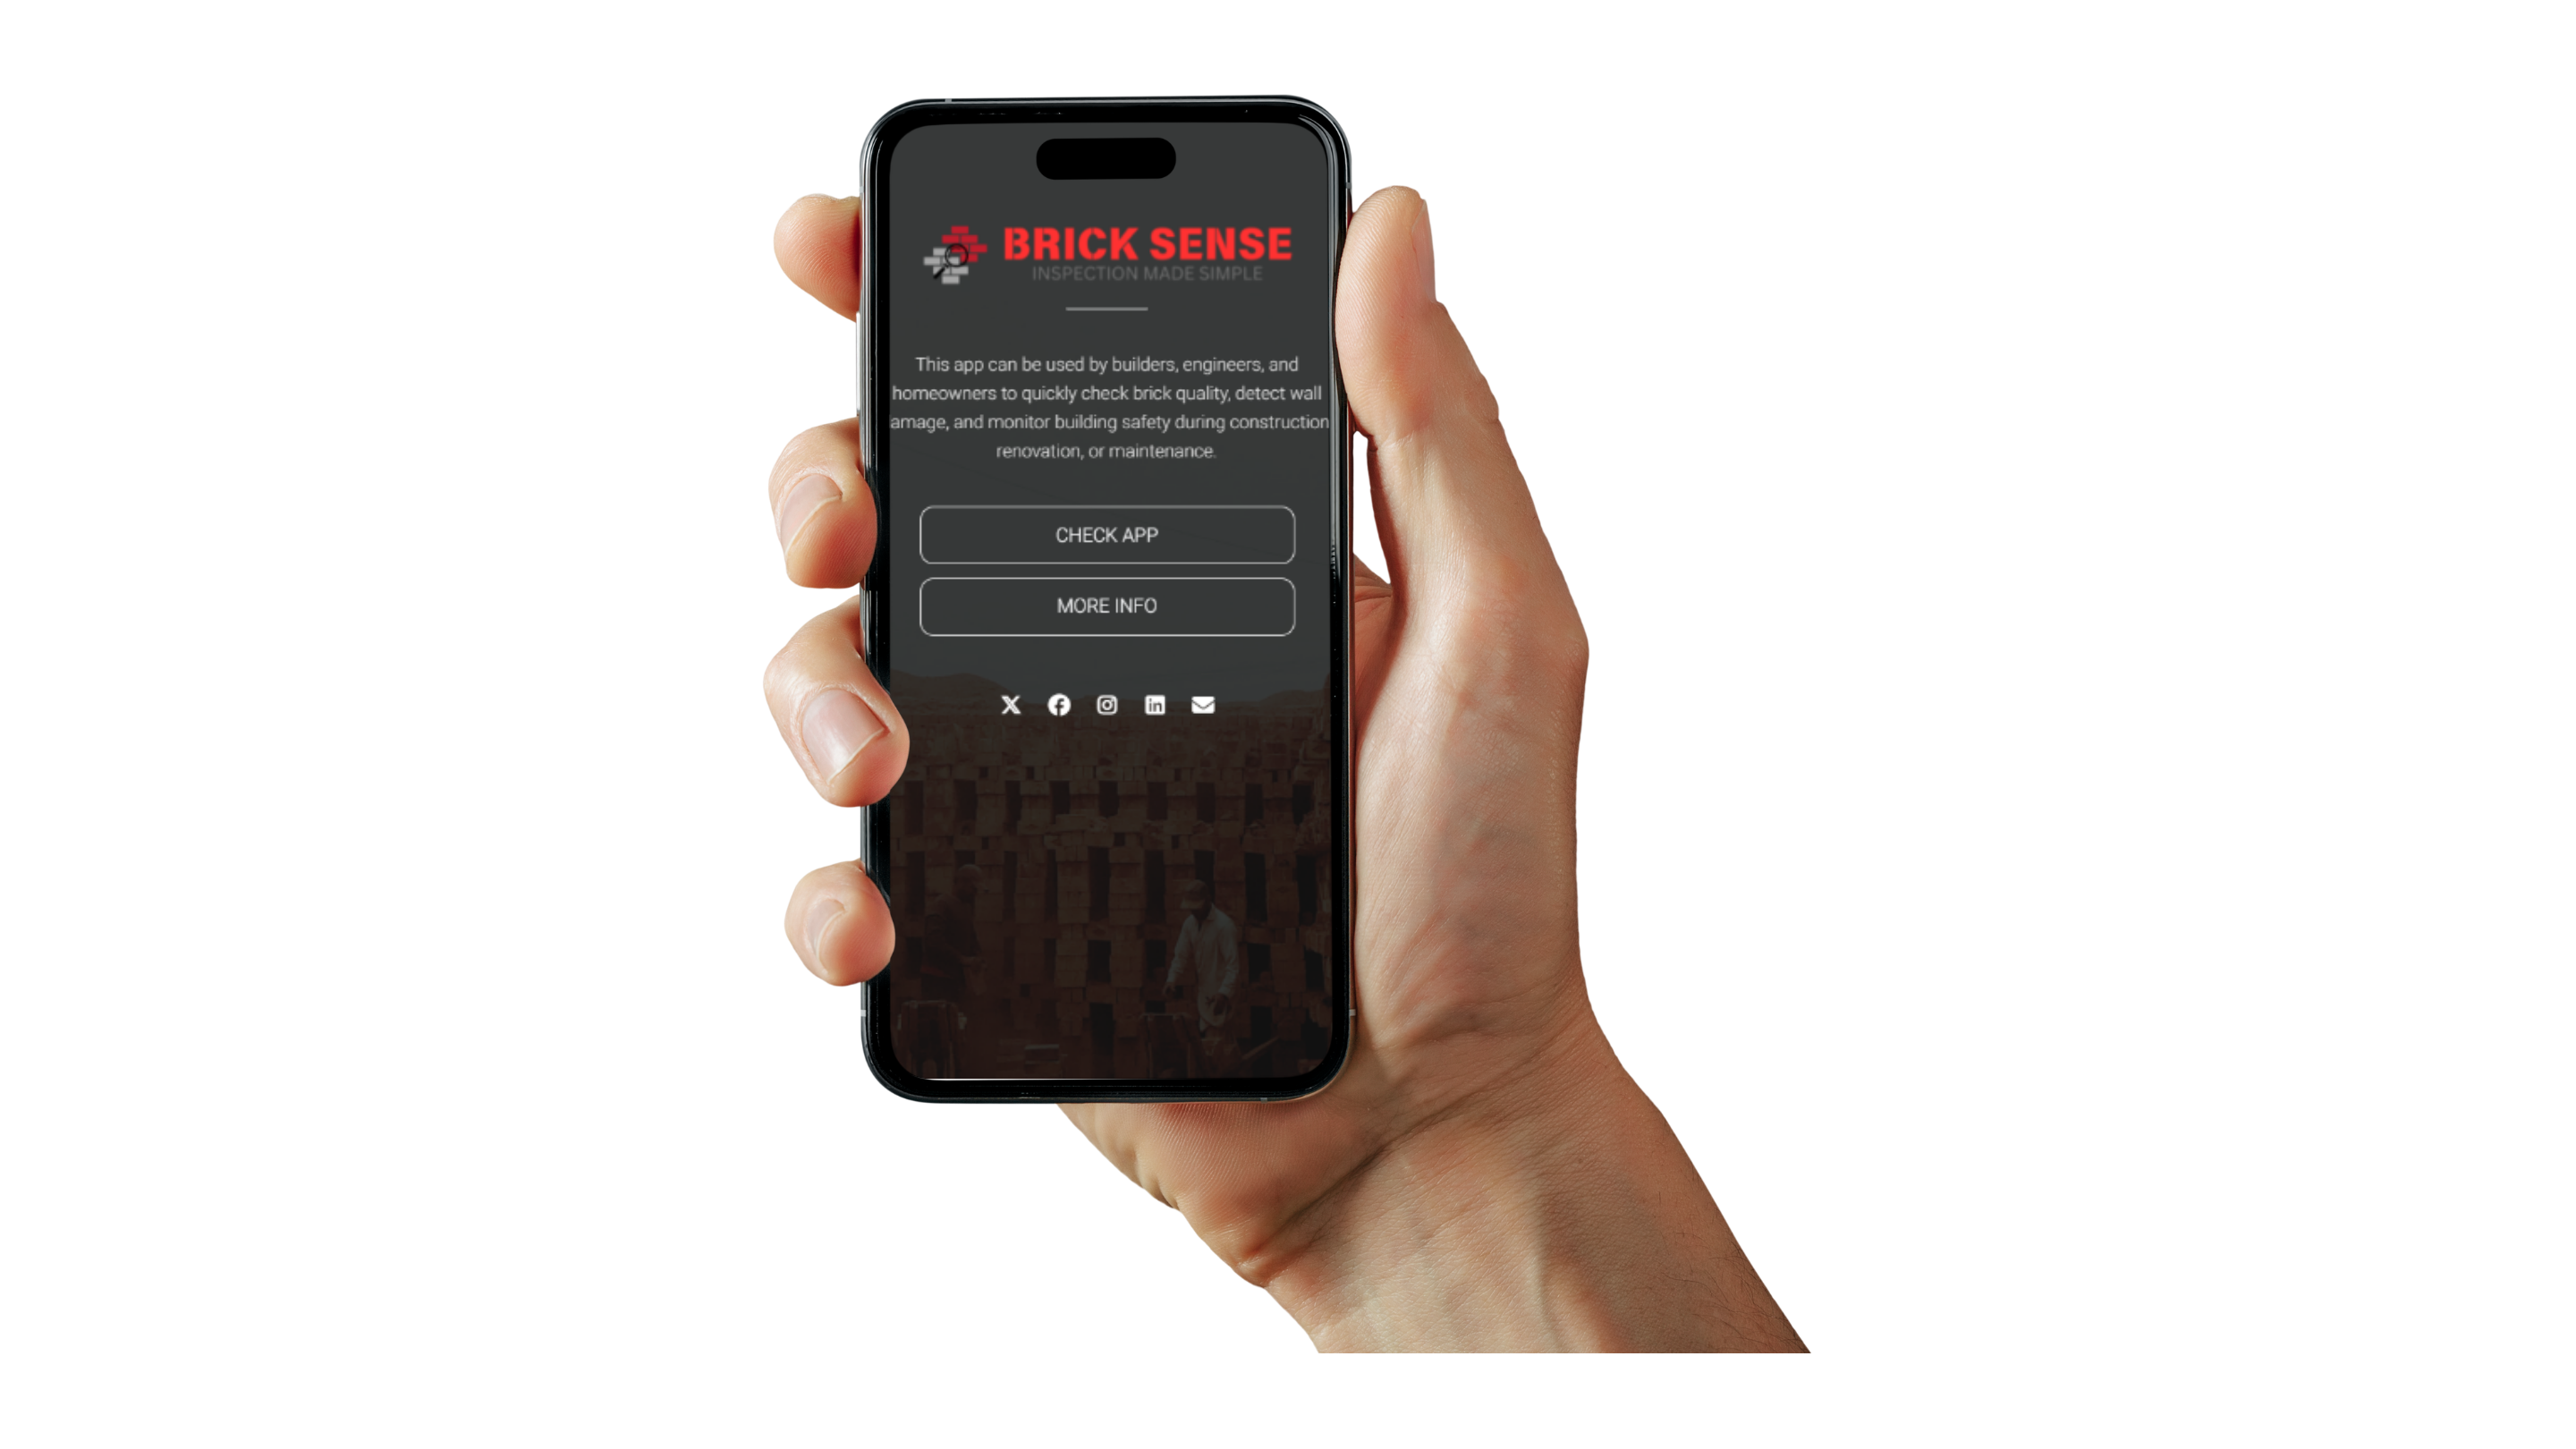 BRICK SENSE
INSPECTION MADE SIMPLE
This app can be used by builders, engineers, and
homeowners to quickly check brick quality, detect wall
amage, and monitor building safety during construction
renovation, or maintenance.
CHECK APP
MORE INFO